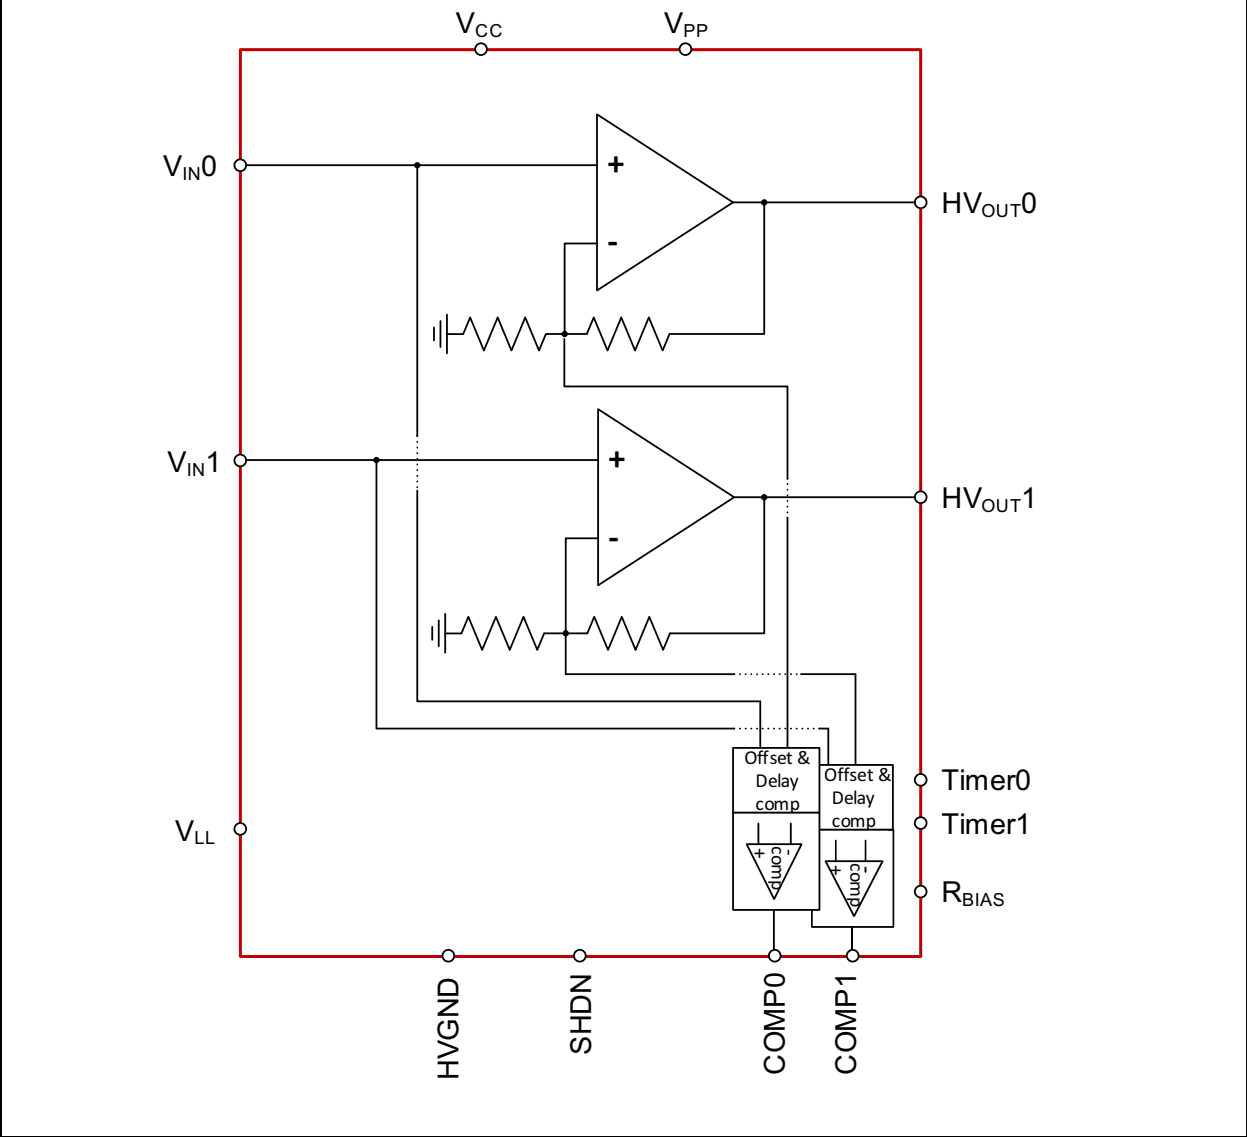 VCC
VPP
VIN0
+
HVOUT0
-
VIN1
+
HVOUT1
-
Offset &
Delay
comp
Offset &
Delay
comp
Timer0
Timer1
VLL
+
-
comp
+
-
comp
RBIAS
HVGND
SHDN
COMP0
COMP1